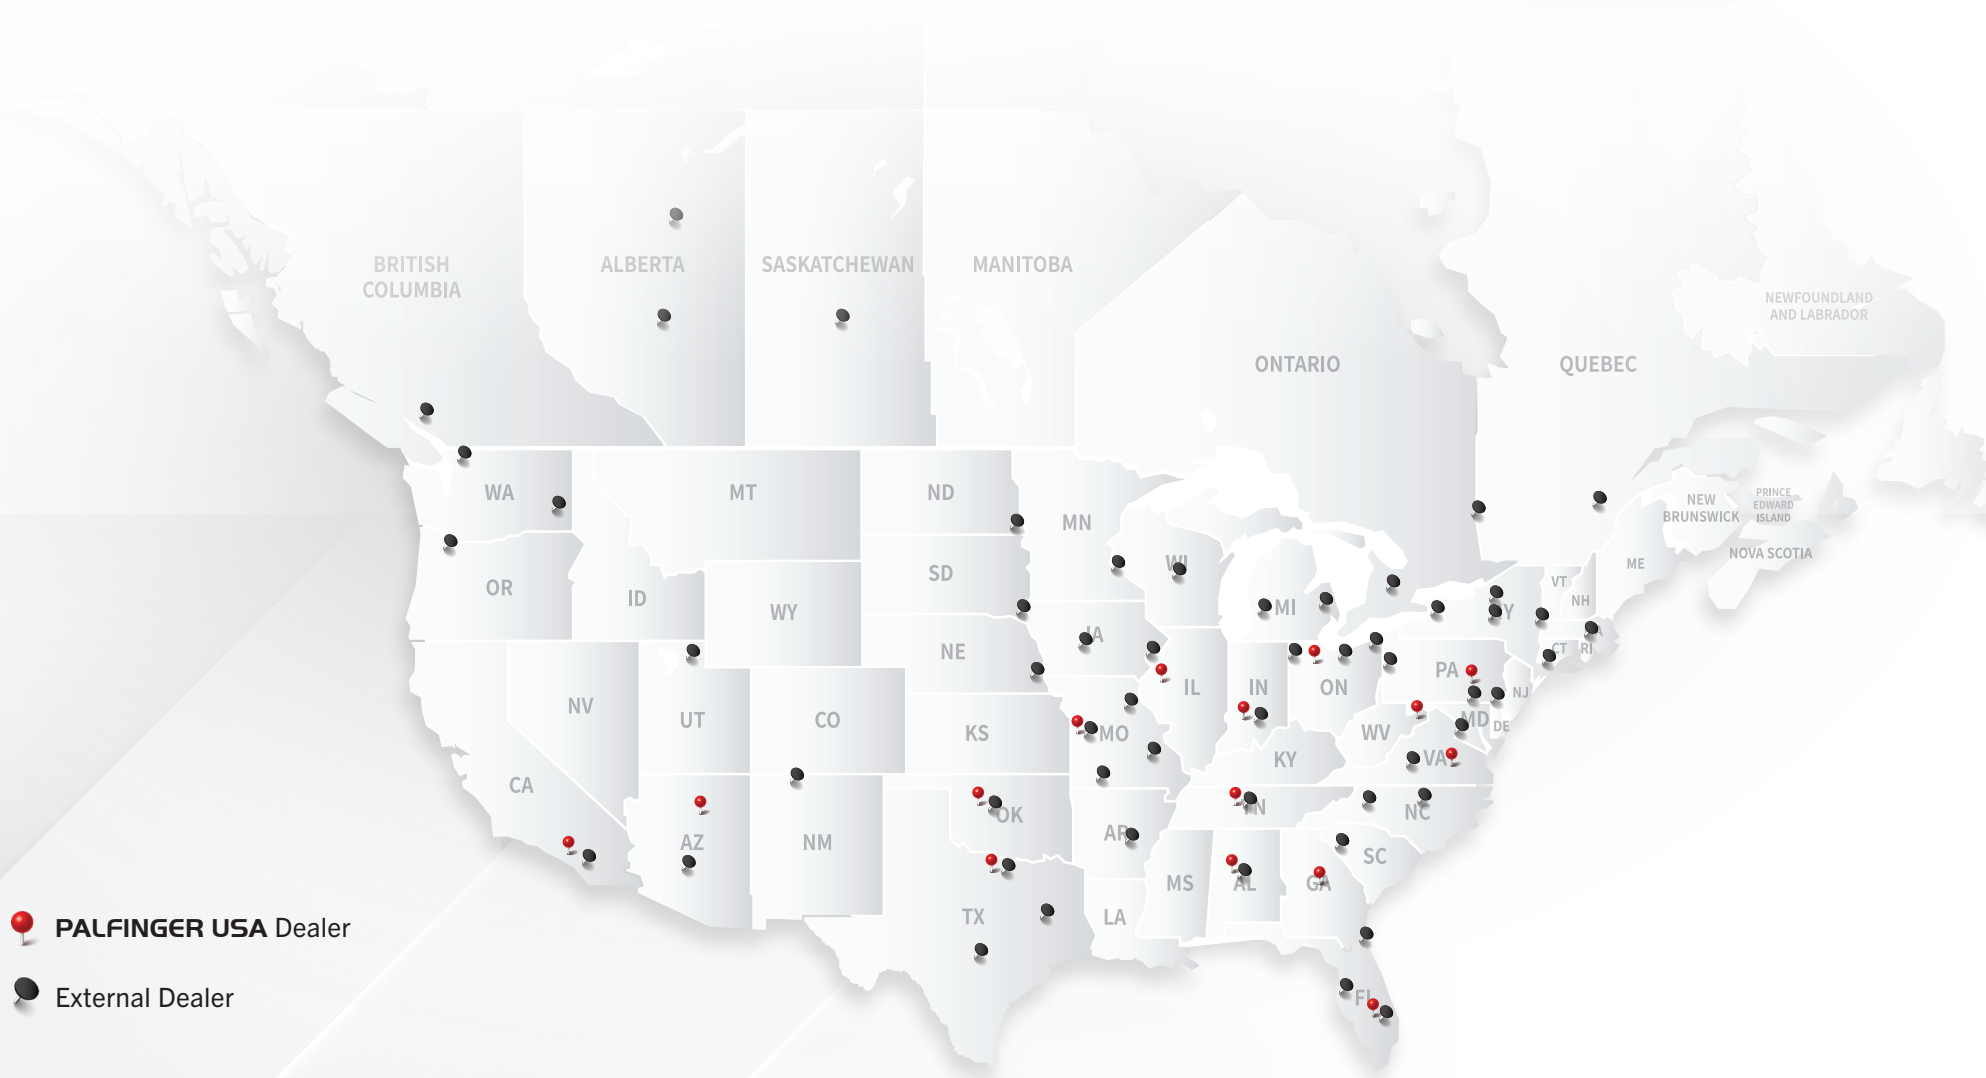 BRITISH
COLUMBIA
ALBERTA
SASKATCHEWAN
MANITOBA
ONTARIO
QUEBEC
NEWFOUNDLAND
AND LABRADOR
NEW
BRUNSWICK
PRINCE
EDWARD
ISLAND
NOVA SCOTIA
WA
MT
ND
MN
WI
MI
VT
NH
ME
OR
ID
WY
SD
IA
NE
NV
UT
CO
KS
MO
IL
IN
ON
PA
NJ
CT
RI
MD
DE
WV
VA
KY
CA
AZ
NM
OK
AR
TN
NC
SC
TX
LA
MS
AL
GA
FL
PALFINGER USA Dealer
External Dealer